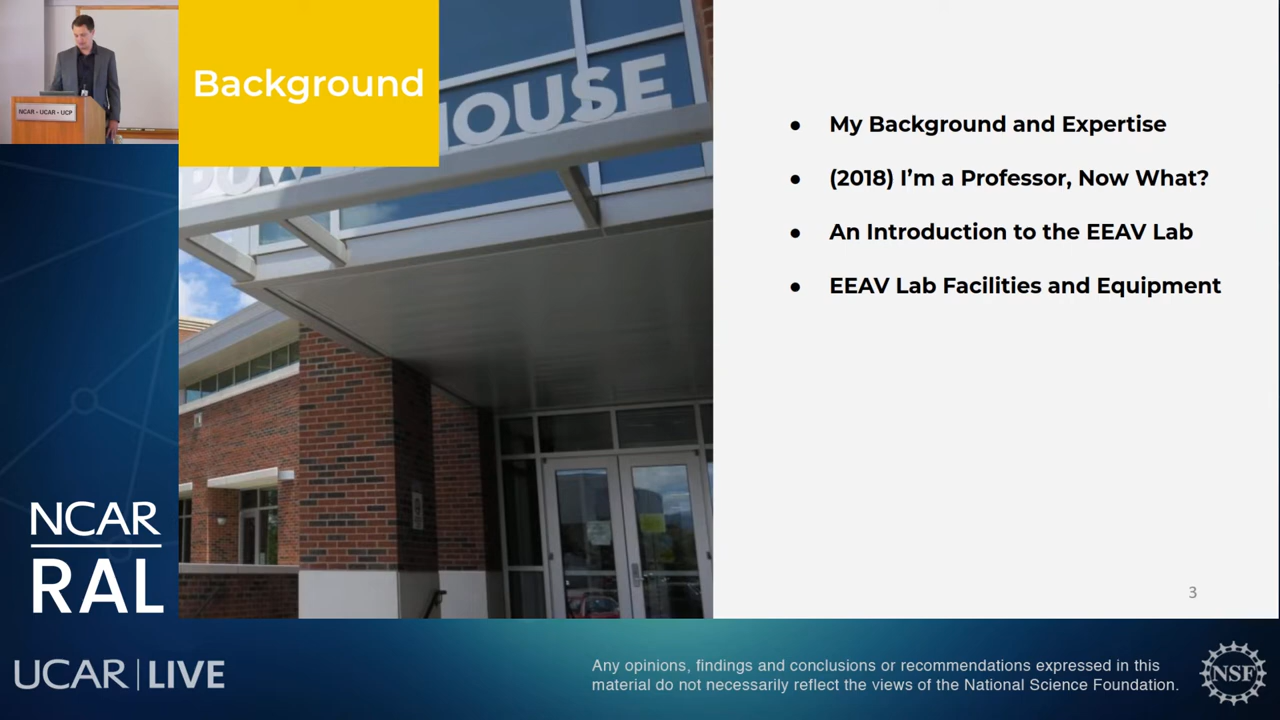 NCAR - UCAR - UCP
Background
HOUSE
• My Background and Expertise
• (2018) I'm a Professor, Now What?
• An Introduction to the EEAV Lab
• EEAV Lab Facilities and Equipment
3
NCAR
RAL
UCAR | LIVE
Any opinions, findings and conclusions or recommendations expressed in this
material do not necessarily reflect the views of the National Science Foundation.
NSF